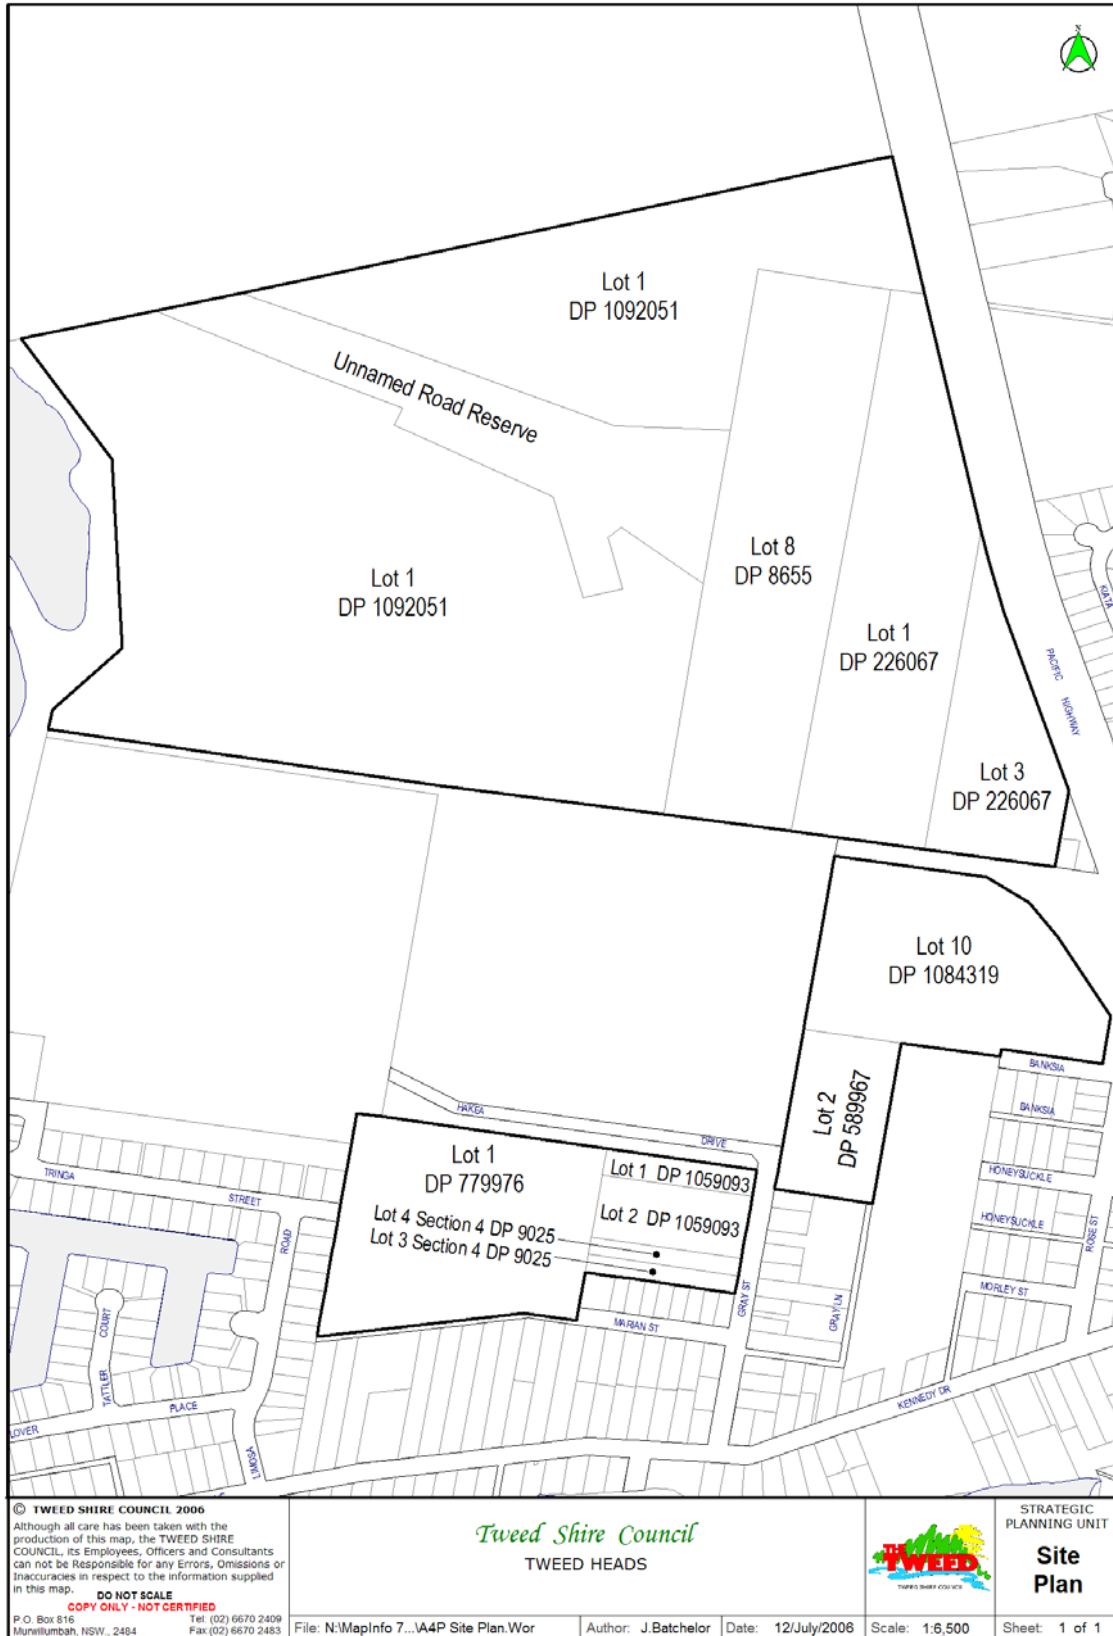 N
Lot 1
DP 1092051
Unnamed Road Reserve
Lot 8
DP 8655
Lot 1
DP 1092051
KIATA
Lot 1
DP 226067
PACIFIC HIGHWAY
Lot 3
DP 226067
Lot 10
DP 1084319
BANKSIA
Lot 2
DP 589967
BANKSIA
HAKEA
DRIVE
Lot 1
DP 779976
Lot 1 DP 1059093
HONEYSUCKLE
TRINGA
STREET
Lot 4 Section 4 DP 9025
Lot 2 DP 1059093
HONEYSUCKLE
ROSE ST
ROAD
Lot 3 Section 4 DP 9025
MORLEY ST
GRAY ST
GRAY LN
MARIAN ST
TATTLER COURT
PLACE
KENNEDY DR
LOVER
LIMOSA
© TWEED SHIRE COUNCIL 2006
Although all care has been taken with the
production of this map, the TWEED SHIRE
COUNCIL, its Employees, Officers and Consultants
can not be Responsible for any Errors, Omissions or
Inaccuracies in respect to the information supplied
in this map.
DO NOT SCALE
COPY ONLY - NOT CERTIFIED
P.O. Box 816
Murwillumbah, NSW., 2484
Tel: (02) 6670 2409
Fax (02) 6670 2483
Tweed Shire Council
TWEED HEADS
File: N:\MapInfo 7...\A4P Site Plan.Wor
Author: J.Batchelor
Date: 12/July/2006
THE TWEED
TWEED SHIRE COUNCIL
Scale: 1:6,500
STRATEGIC
PLANNING UNIT
Site
Plan
Sheet: 1 of 1